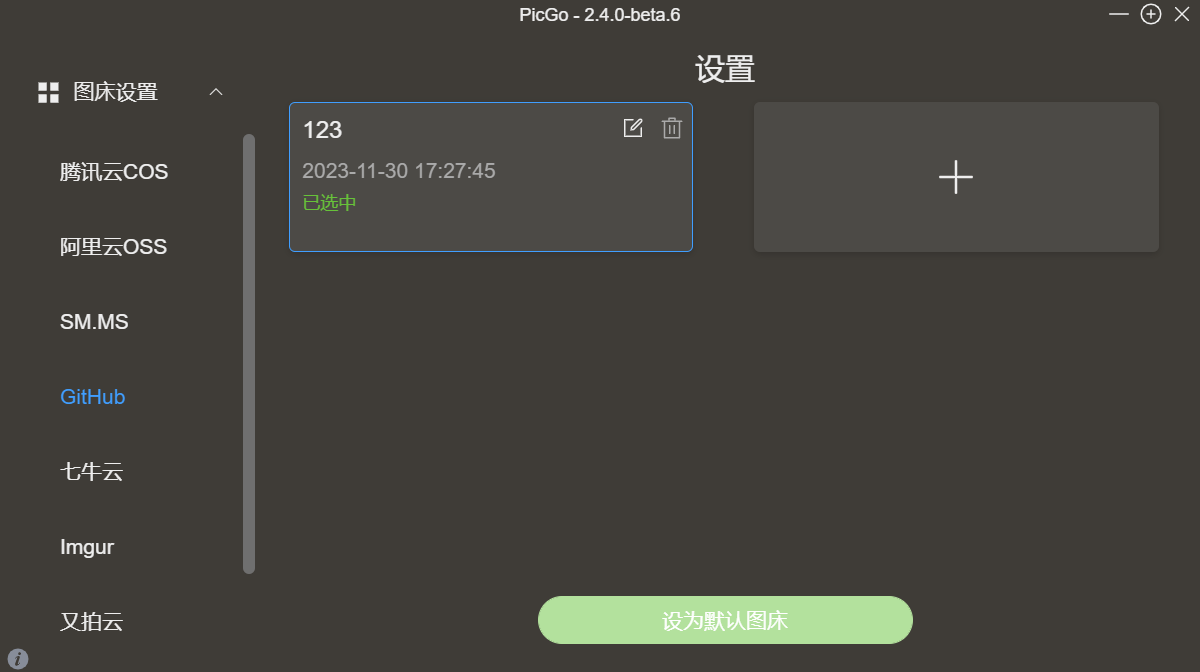 PicGo - 2.4.0-beta.6
图床设置
腾讯云COS
阿里云OSS
SM.MS
GitHub
七牛云
Imgur
又拍云
设置
123
2023-11-30 17:27:45
已选中
设为默认图床